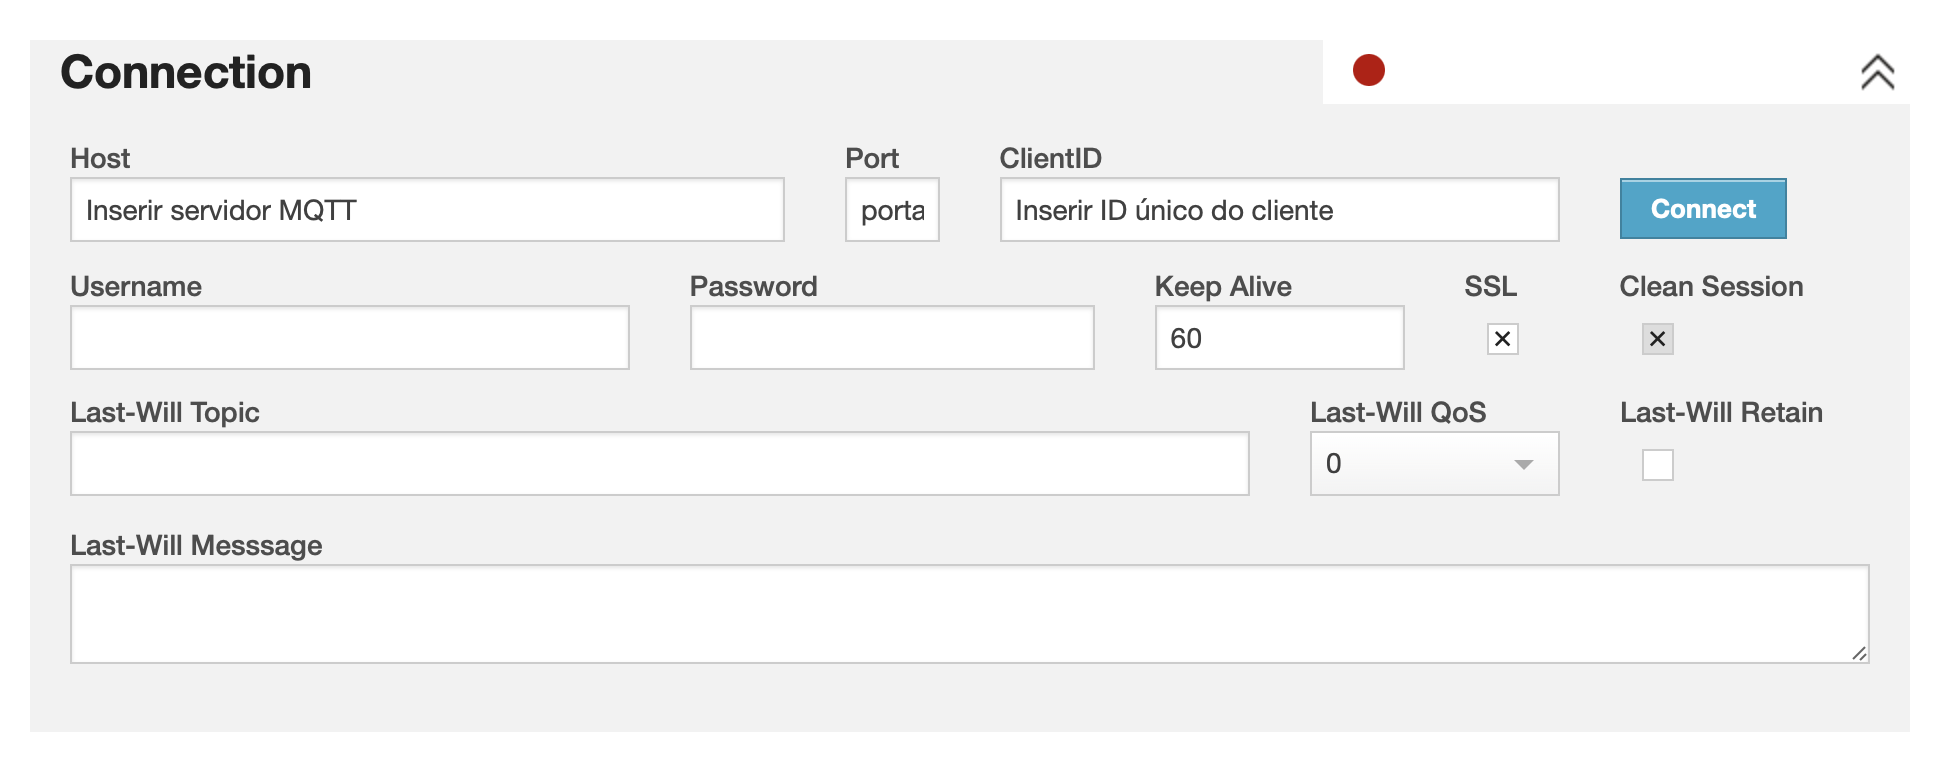 Connection
Host Port ClientID
Inserir servidor MQTT porta Inserir ID único do cliente Connect
Username Password Keep Alive SSL Clean Session
60
Last-Will Topic Last-Will QoS Last-Will Retain
0
Last-Will Messsage